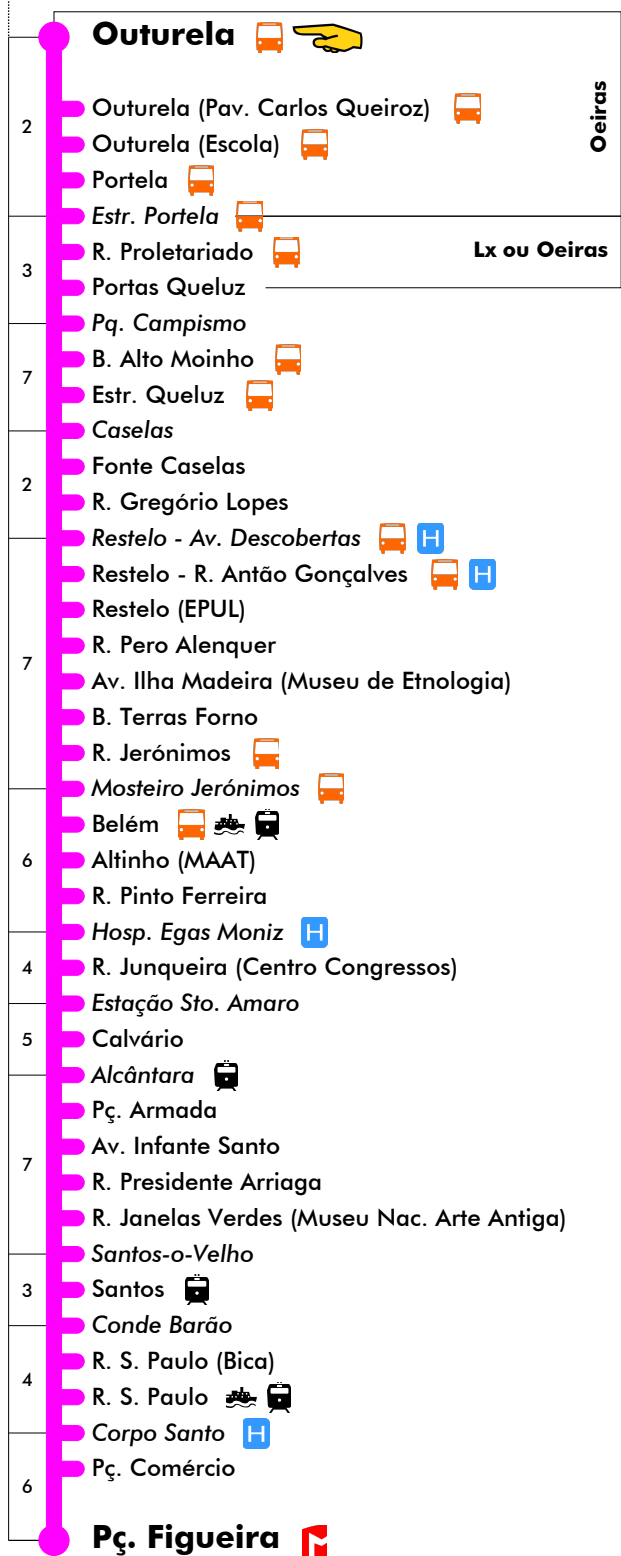 Outurela
Oeiras
2
Outurela (Pav. Carlos Queiroz)
Outurela (Escola)
Portela
Estr. Portela
3
R. Proletariado
Lx ou Oeiras
Portas Queluz
Pq. Campismo
7
B. Alto Moinho
Estr. Queluz
Caselas
2
Fonte Caselas
R. Gregório Lopes
Restelo - Av. Descobertas H
Restelo - R. Antão Gonçalves H
Restelo (EPUL)
7
R. Pero Alenquer
Av. Ilha Madeira (Museu de Etnologia)
B. Terras Forno
R. Jerónimos
Mosteiro Jerónimos
Belém
6
Altinho (MAAT)
R. Pinto Ferreira
Hosp. Egas Moniz H
4
R. Junqueira (Centro Congressos)
Estação Sto. Amaro
5
Calvário
Alcântara
Pç. Armada
7
Av. Infante Santo
R. Presidente Arriaga
R. Janelas Verdes (Museu Nac. Arte Antiga)
Santos-o-Velho
3
Santos
Conde Barão
4
R. S. Paulo (Bica)
R. S. Paulo
Corpo Santo H
6
Pç. Comércio
Pç. Figueira